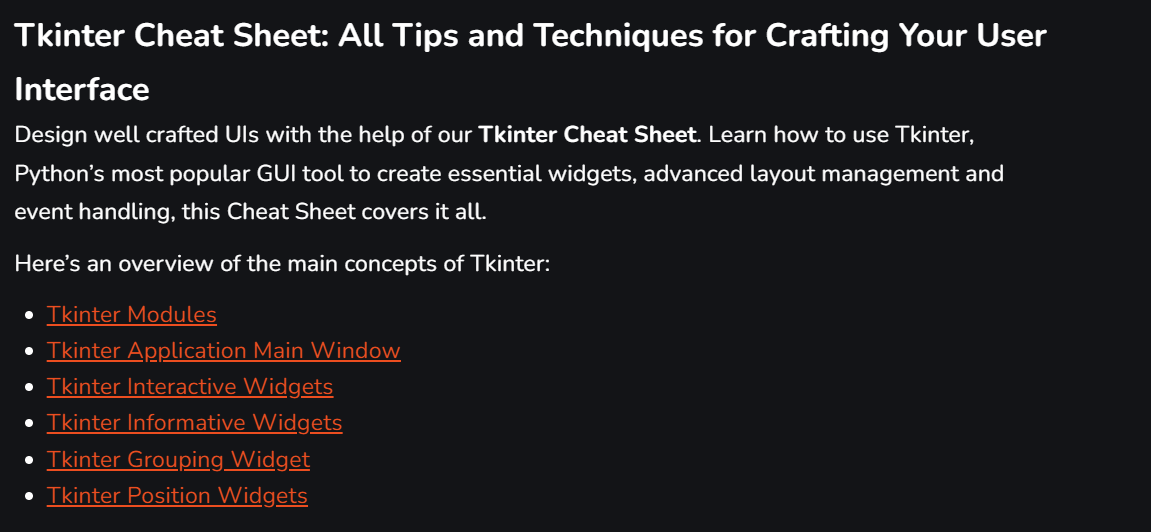 Tkinter Cheat Sheet: All Tips and Techniques for Crafting Your User
Interface
Design well crafted UIs with the help of our Tkinter Cheat Sheet. Learn how to use Tkinter,
Python’s most popular GUI tool to create essential widgets, advanced layout management and
event handling, this Cheat Sheet covers it all.
Here’s an overview of the main concepts of Tkinter:
• Tkinter Modules
• Tkinter Application Main Window
• Tkinter Interactive Widgets
• Tkinter Informative Widgets
• Tkinter Grouping Widget
• Tkinter Position Widgets